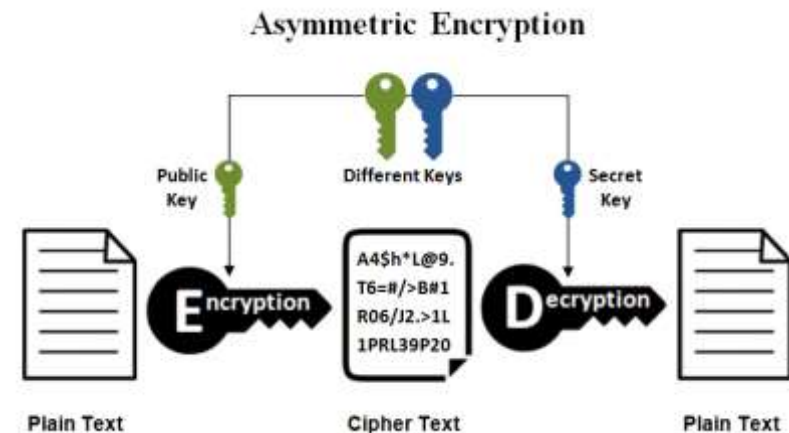 Asymmetric Encryption
Public
Key
Different Keys
Secret
Key
Encryption
A4$h*L@9.
T6=#/>B#1
R06/J2.>1L
1PRL39P20
Decryption
Plain Text
Cipher Text
Plain Text